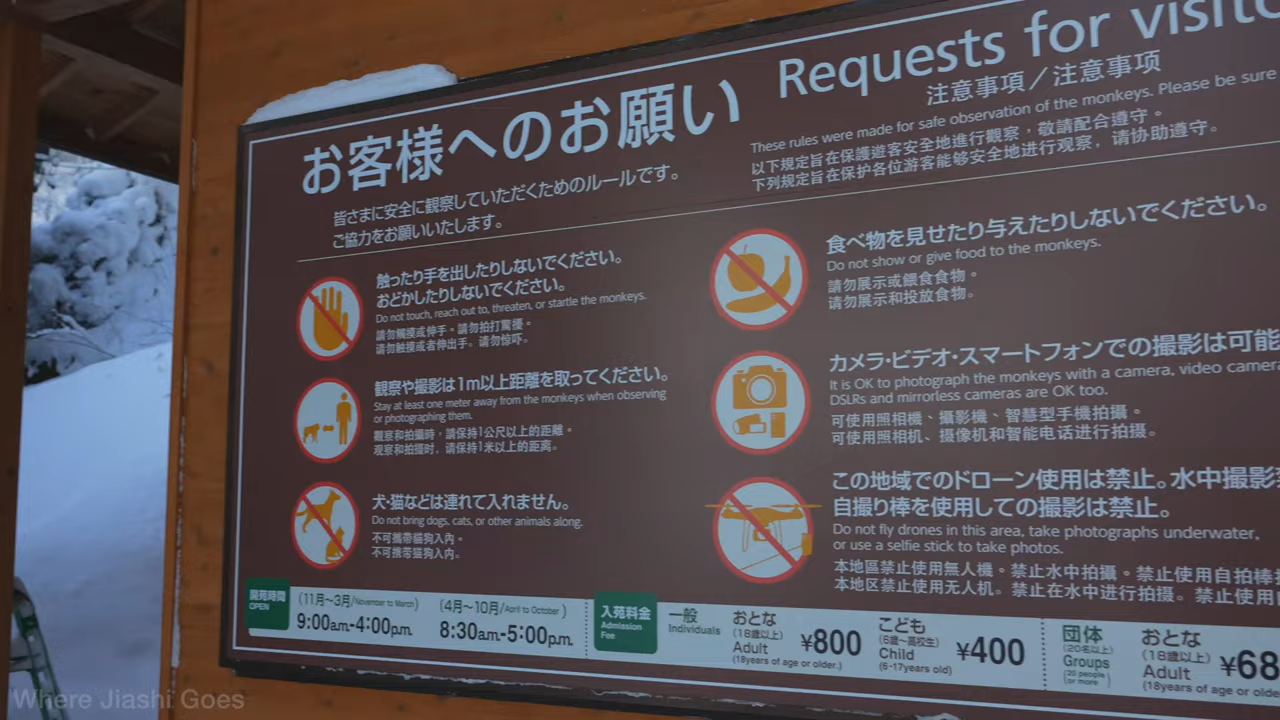 お客様へのお願い
Requests for
注意事項／注意事项
皆さまに安全に観察していただくためのルールです。
ご協力をお願いいたします。
These rules were made for safe observation of the monkeys. Please be sure
以下規定旨在保護遊客安全地進行觀察，敬請配合遵守。
下列规定旨在保护各位游客能够安全地进行观察，请协助遵守。
触ったり手を出したりしないでください。
おどかしたりしないでください。
Do not touch, reach out to, threaten, or startle the monkeys.
請勿觸摸或伸手。請勿拍打驚擾。
请勿触摸或者伸出手。请勿惊吓。
観察や撮影は1m以上距離を取ってください。
Stay at least one meter away from the monkeys when observing
or photographing them.
觀察和拍攝時，請保持1公尺以上的距離。
观察和拍摄时，请保持1米以上的距离。
犬・猫などは連れて入れません。
Do not bring dogs, cats, or other animals along.
不可攜帶貓狗入內。
不可携带猫狗入内。
食べ物を見せたり与えたりしないでください。
Do not show or give food to the monkeys.
請勿展示或餵食食物。
请勿展示和投放食物。
カメラ・ビデオ・スマートフォンでの撮影は可能
It is OK to photograph the monkeys with a camera, video camera
DSLRs and mirrorless cameras are OK too.
可使用照相機、攝影機、智慧型手機拍攝。
可使用照相机、摄像机和智能电话进行拍摄。
この地域でのドローン使用は禁止。水中撮影
自撮り棒を使用しての撮影は禁止。
Do not fly drones in this area, take photographs underwater,
or use a selfie stick to take photos.
本地區禁止使用無人機。禁止水中拍攝。禁止使用自拍棒
本地区禁止使用无人机。禁止在水中进行拍摄。禁止使用
開苑時間
OPEN
(11月〜3月/November to March)
9:00am-4:00pm
(4月〜10月/April to October)
8:30am-5:00pm
入苑料金
Admission
Fee
一般
Individuals
おとな
(18歳以上)
Adult
(18years of age or older.)
¥800
こども
(6歳〜高校生)
Child
(6-17years old)
¥400
団体
(20名以上)
Groups
(20 people
or more)
おとな
(18歳以上)
Adult
(18years of age or
¥68
Where Jiashi Goes